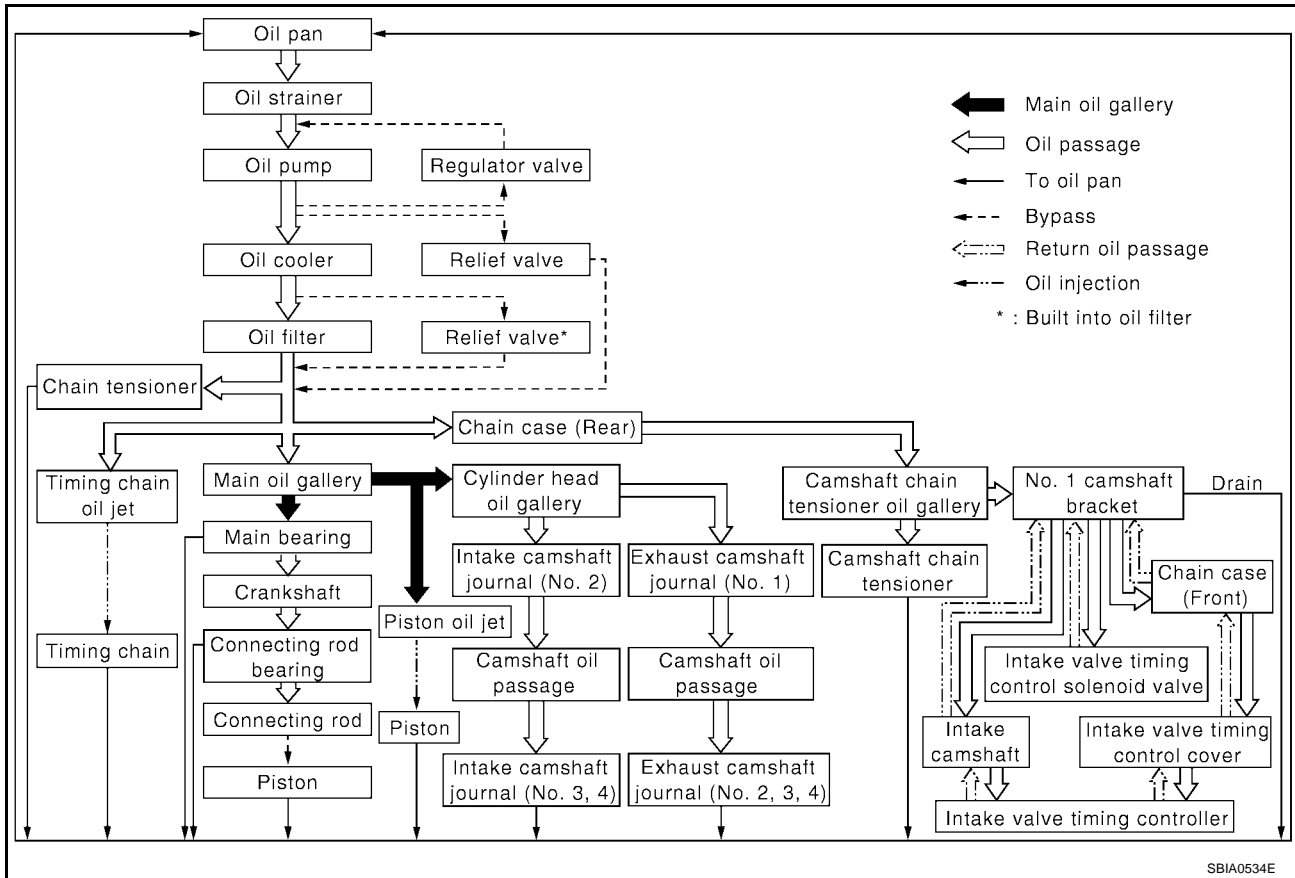 Oil pan
Oil strainer
Oil pump
Regulator valve
Oil cooler
Relief valve
Oil filter
Relief valve*
Main oil gallery
Oil passage
To oil pan
Bypass
Return oil passage
Oil injection
* : Built into oil filter
Chain tensioner
Chain case (Rear)
Timing chain
oil jet
Main oil gallery
Cylinder head
oil gallery
Camshaft chain
tensioner oil gallery
No. 1 camshaft
bracket
Drain
Main bearing
Intake camshaft
journal (No. 2)
Exhaust camshaft
journal (No. 1)
Camshaft chain
tensioner
Chain case
(Front)
Crankshaft
Piston oil jet
Timing chain
Connecting rod
bearing
Camshaft oil
passage
Camshaft oil
passage
Intake valve timing
control solenoid valve
Connecting rod
Piston
Intake
camshaft
Intake valve timing
control cover
Piston
Intake camshaft
journal (No. 3, 4)
Exhaust camshaft
journal (No. 2, 3, 4)
Intake valve timing controller
SBIA0534E